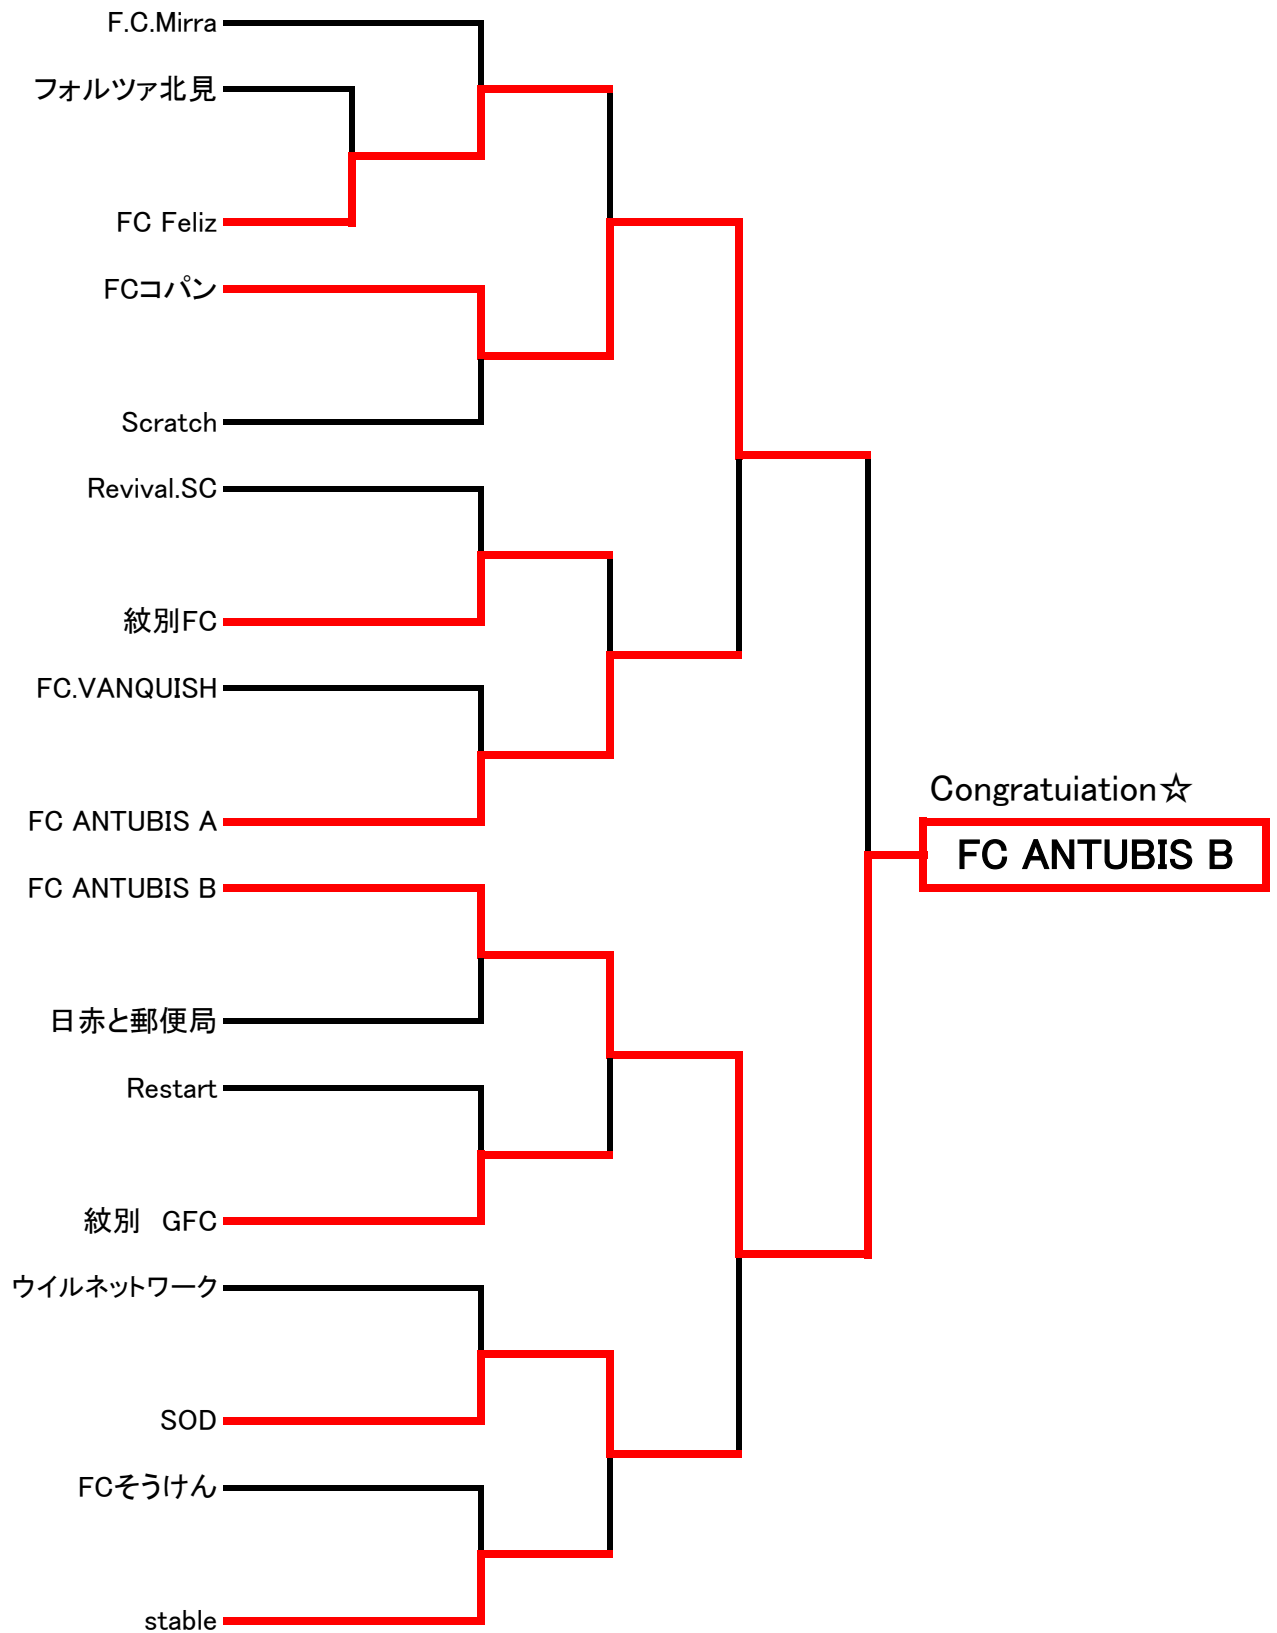 F.C.Mirra
フォルツァ北見
FC Feliz
FCコパン
Scratch
Revival.SC
紋別FC
FC.VANQUISH
FC ANTUBIS A
Congratuiation☆
FC ANTUBIS B
FC ANTUBIS B
日赤と郵便局
Restart
紋別　GFC
ウイルネットワーク
SOD
FCそうけん
stable